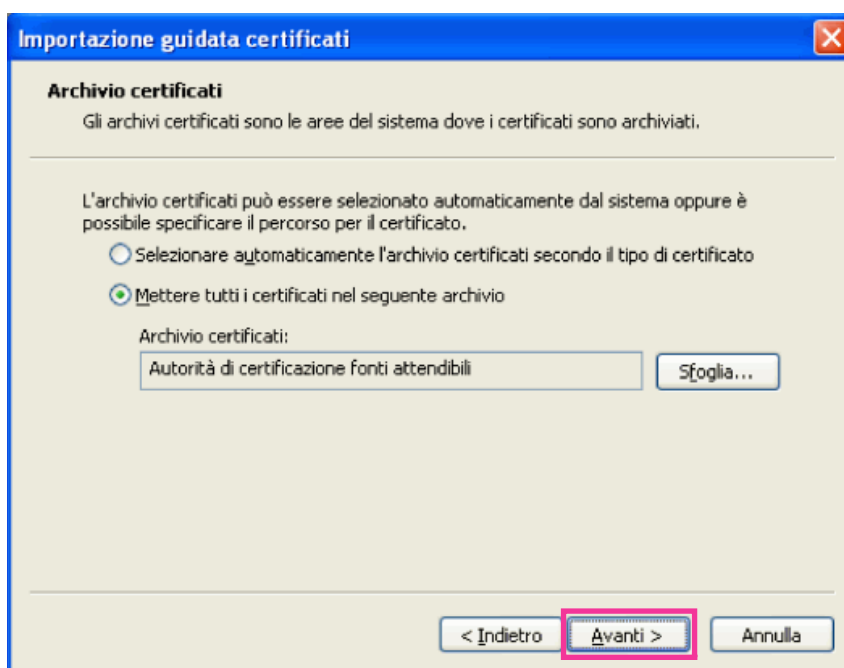 Importazione guidata certificati
Archivio certificati
Gli archivi certificati sono le aree del sistema dove i certificati sono archiviati.
L'archivio certificati può essere selezionato automaticamente dal sistema oppure è
possibile specificare il percorso per il certificato.
Selezionare automaticamente l'archivio certificati secondo il tipo di certificato
Mettere tutti i certificati nel seguente archivio
Archivio certificati:
Autorità di certificazione fonti attendibili
Sfoglia...
< Indietro
Avanti >
Annulla